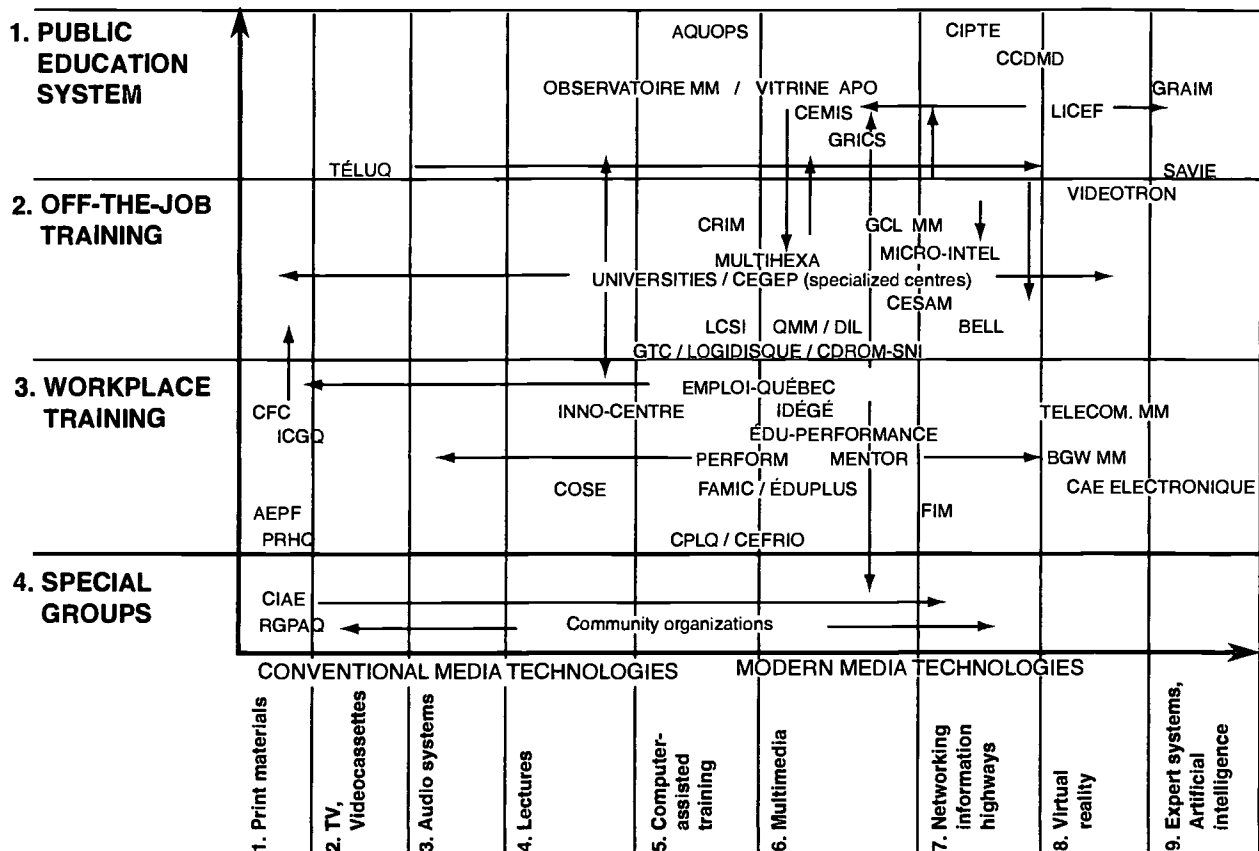 1. PUBLIC
EDUCATION
SYSTEM
AQUOPS
CIPTE
CCDMD
OBSERVATOIRE MM / VITRINE APO
GRAIM
CEMIS
LICEF
GRICS
TÉLUQ
SAVIE
2. OFF-THE-JOB
TRAINING
VIDEOTRON
CRIM
GCL MM
MULTIHEXA
MICRO-INTEL
UNIVERSITIES / CEGEP (specialized centres)
CESAM
LCSI
QMM / DIL
BELL
GTC / LOGIDISQUE / CDROM-SNI
3. WORKPLACE
TRAINING
EMPLOI-QUÉBEC
CFC
INNO-CENTRE
IDÉGÉ
TELECOM. MM
ICGQ
ÉDU-PERFORMANCE
PERFORM
MENTOR
BGW MM
COSE
FAMIC / ÉDUPLUS
CAE ELECTRONIQUE
AEPF
FIM
PRHQ
CPLQ / CEFRIO
4. SPECIAL
GROUPS
CIAE
RGPAQ
Community organizations
CONVENTIONAL MEDIA TECHNOLOGIES
MODERN MEDIA TECHNOLOGIES
1. Print materials
2. TV,
Videocassettes
3. Audio systems
4. Lectures
5. Computer-
assisted
training
6. Multimedia
7. Networking
information
highways
8. Virtual
reality
9. Expert systems,
Artificial
intelligence